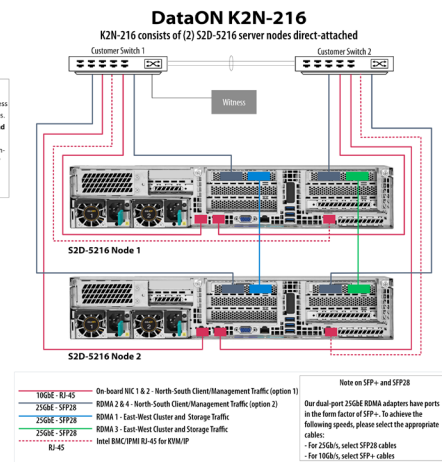 DataON K2N-216
K2N-216 consists of (2) S2D-5216 server nodes direct-attached
Customer Switch 1
Customer Switch 2
Witness
S2D-5216 Node 1
S2D-5216 Node 2
10GbE - RJ-45
On-board NIC 1 & 2 - North-South Client/Management Traffic (option 1)
25GbE - SFP28
RDMA 2 & 4 - North-South Client/Management Traffic (option 2)
25GbE - SFP28
RDMA 1 - East-West Cluster and Storage Traffic
25GbE - SFP28
RDMA 3 - East-West Cluster and Storage Traffic
RJ-45
Intel BMC/IPMI RJ-45 for KVM/IP
Note on SFP+ and SFP28
Our dual-port 25GbE RDMA adapters have ports
in the form factor of SFP+. To achieve the
following speeds, please select the appropriate
cables:
- For 25Gb/s, select SFP28 cables
- For 10Gb/s, select SFP+ cables